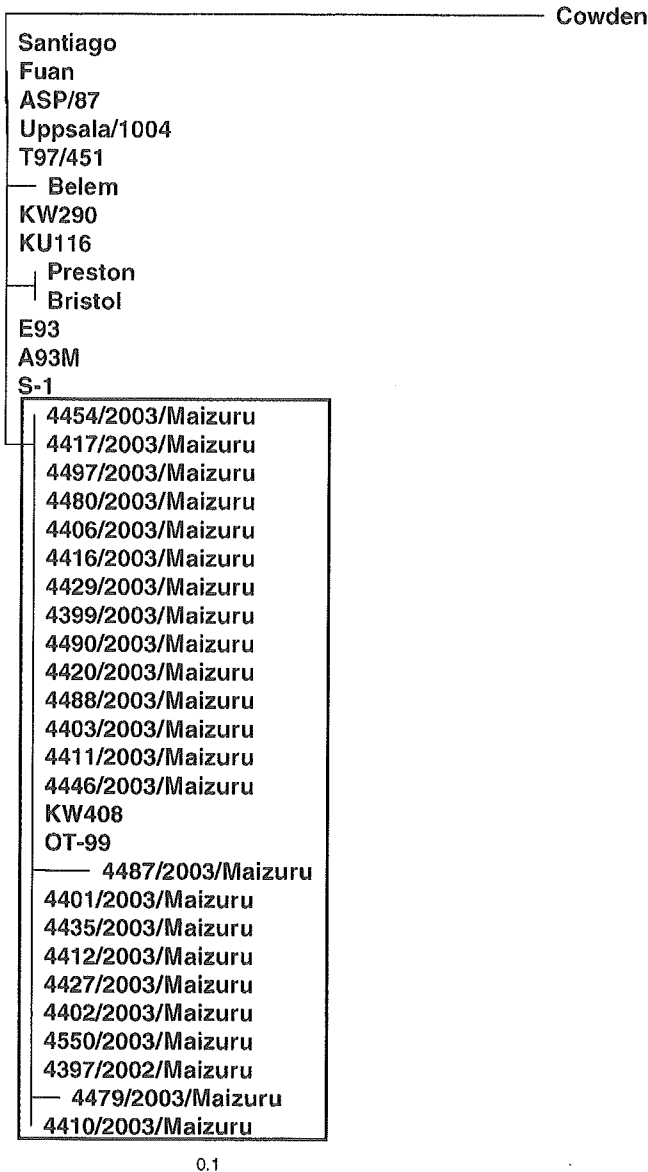 Cowden
Santiago
Fuan
ASP/87
Uppsala/1004
T97/451
Belem
KW290
KU116
Preston
Bristol
E93
A93M
S-1
4454/2003/Maizuru
4417/2003/Maizuru
4497/2003/Maizuru
4480/2003/Maizuru
4406/2003/Maizuru
4416/2003/Maizuru
4429/2003/Maizuru
4399/2003/Maizuru
4490/2003/Maizuru
4420/2003/Maizuru
4488/2003/Maizuru
4403/2003/Maizuru
4411/2003/Maizuru
4446/2003/Maizuru
KW408
OT-99
4487/2003/Maizuru
4401/2003/Maizuru
4435/2003/Maizuru
4412/2003/Maizuru
4427/2003/Maizuru
4402/2003/Maizuru
4550/2003/Maizuru
4397/2002/Maizuru
4479/2003/Maizuru
4410/2003/Maizuru
0.1